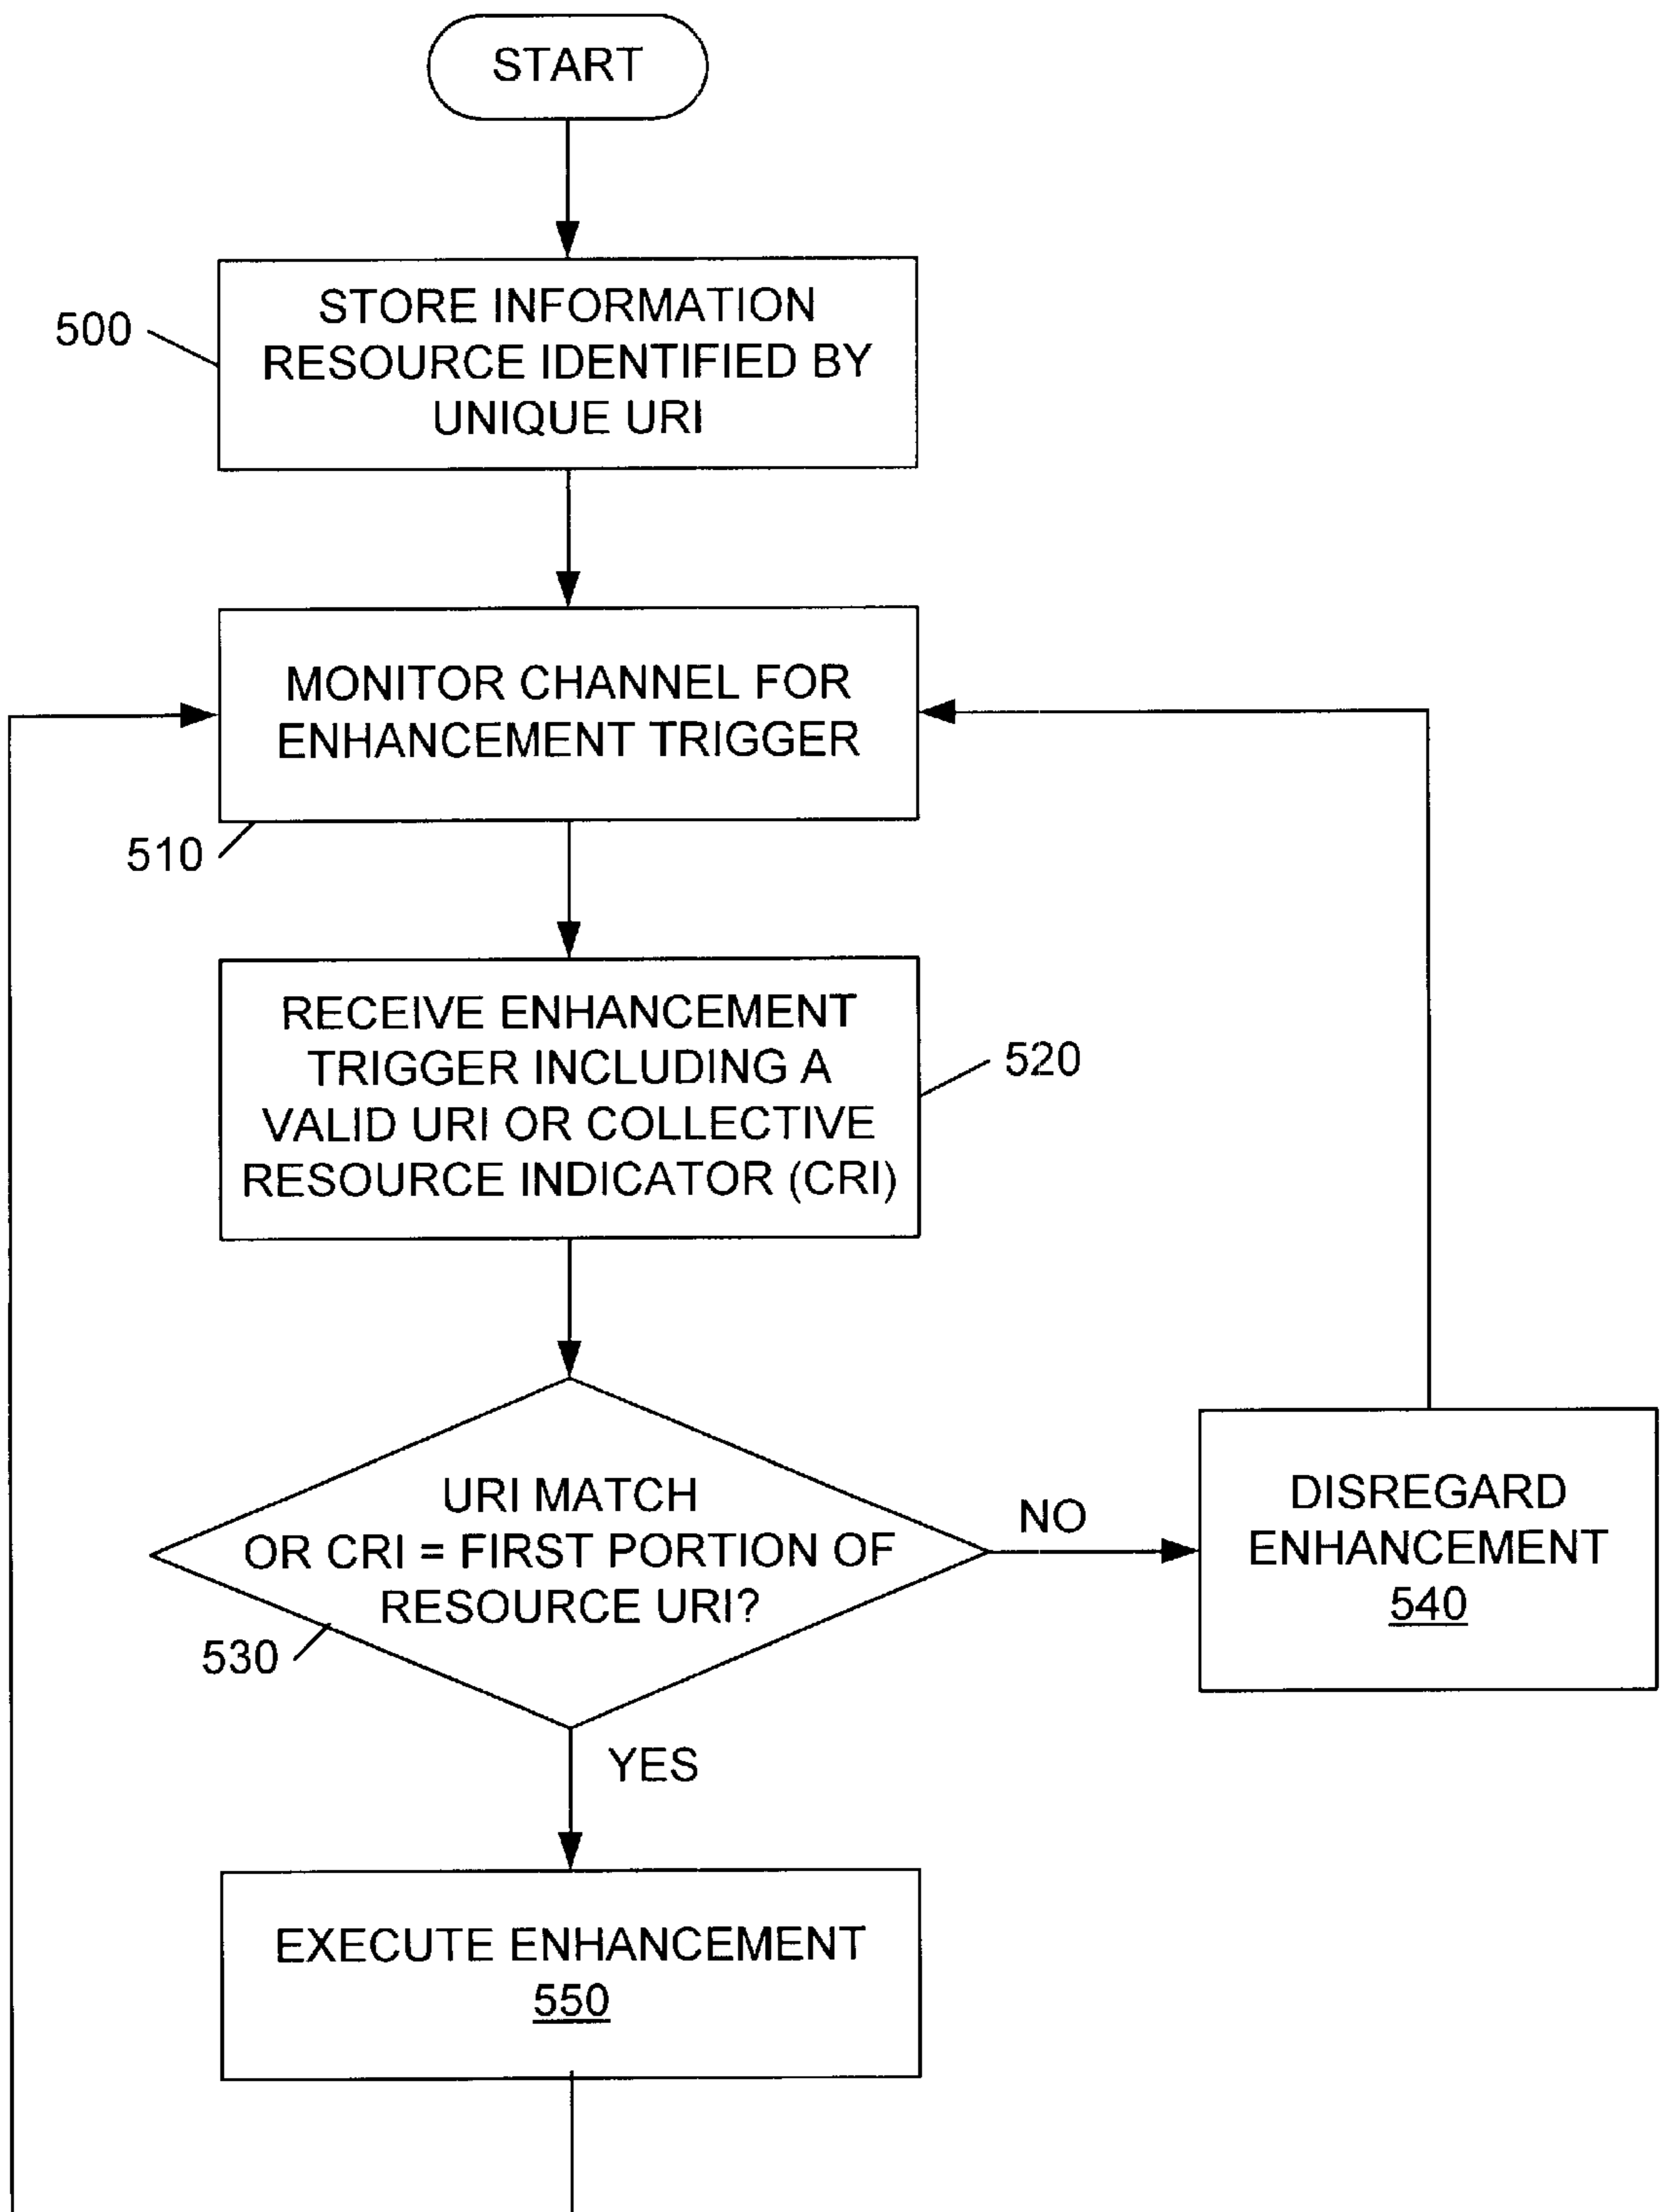 START
500
STORE INFORMATION
RESOURCE IDENTIFIED BY
UNIQUE URI
MONITOR CHANNEL FOR
ENHANCEMENT TRIGGER
510
RECEIVE ENHANCEMENT
TRIGGER INCLUDING A
VALID URI OR COLLECTIVE
RESOURCE INDICATOR (CRI)
520
URI MATCH
OR CRI = FIRST PORTION OF
RESOURCE URI?
530
NO
DISREGARD
ENHANCEMENT
540
YES
EXECUTE ENHANCEMENT
550